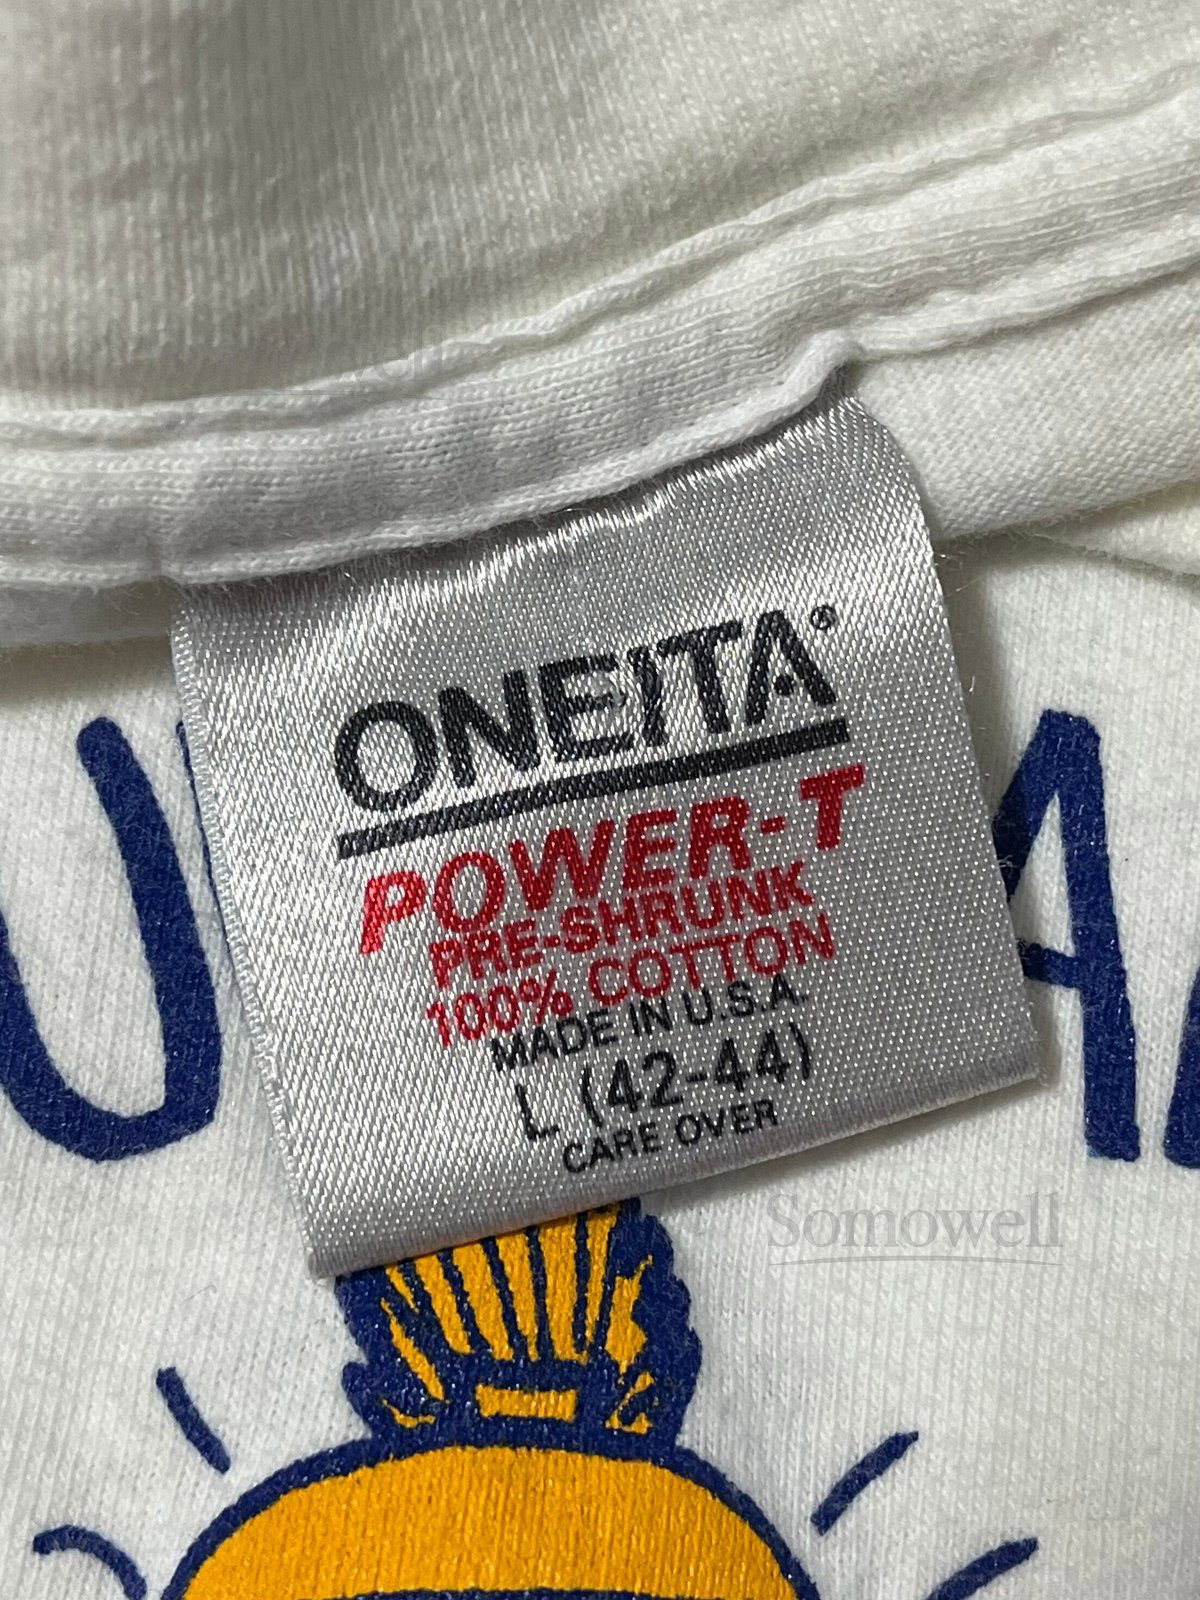 ONEITA®
POWER-T
PRE-SHRUNK
100% COTTON
MADE IN U.S.A.
L (42-44)
CARE OVER
Somowell